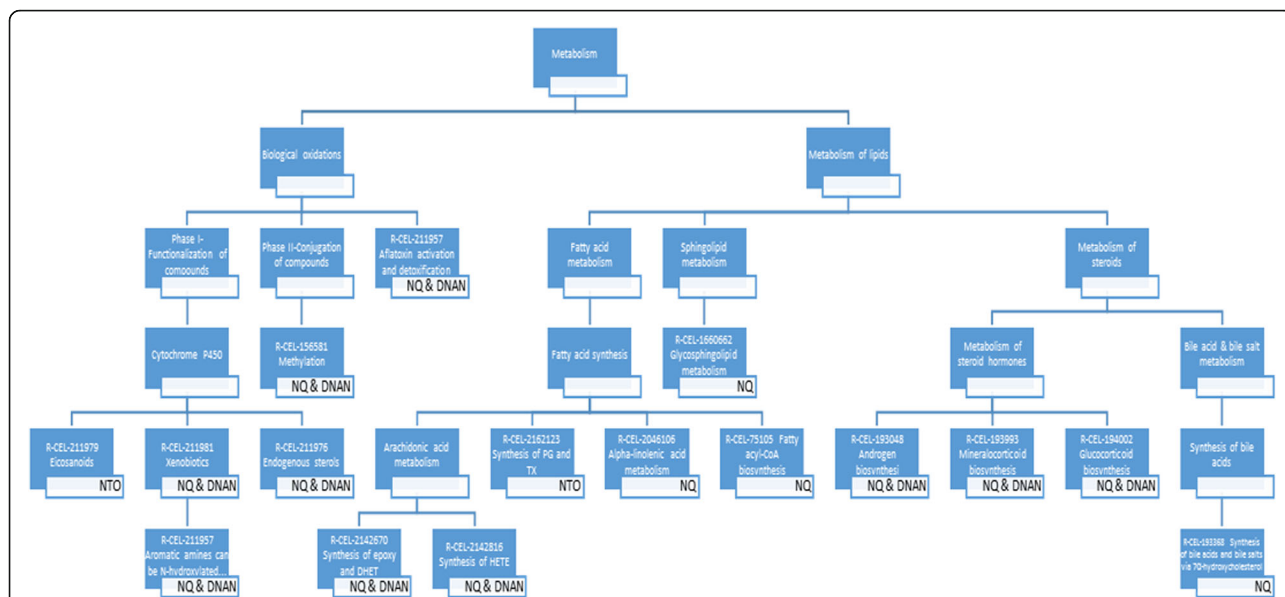 Metabolism
Biological oxidations
Metabolism of lipids
Phase I-
Functionalization of
compounds
Phase II-Conjugation
of compounds
R-CEL-211957
Aflatoxin activation
and detoxification
NQ & DNAN
Fatty acid
metabolism
Sphingolipid
metabolism
Metabolism of
steroids
Cytochrome P450
R-CEL-156581
Methylation
NQ & DNAN
Fatty acid synthesis
R-CEL-1660662
Glycosphingolipid
metabolism
NQ
Metabolism of
steroid hormones
Bile acid & bile salt
metabolism
R-CEL-211979
Eicosanoids
NTO
R-CEL-211981
Xenobiotics
NQ & DNAN
R-CEL-211976
Endogenous sterols
NQ & DNAN
Arachidonic acid
metabolism
R-CEL-2162123
Synthesis of PG and
TX
NTO
R-CEL-2046106
Alpha-linolenic acid
metabolism
NQ
R-CEL-75105 Fatty
acyl-CoA
biosynthesis
NQ
R-CEL-193048
Androgen
biosynthesi
NQ & DNAN
R-CEL-193993
Mineralocorticoid
biosynthesis
NQ & DNAN
R-CEL-194002
Glucocorticoid
biosynthesis
NQ & DNAN
Synthesis of bile
acids
R-CEL-211957
Aromatic amines can
be N-hydroxylated...
NQ & DNAN
R-CEL-2142670
Synthesis of epoxy
and DHET
NQ & DNAN
R-CEL-2142816
Synthesis of HETE
NQ & DNAN
R-CEL-193368 Synthesis
of bile acids and bile salts
via 7Α-hydroxycholesterol
NQ